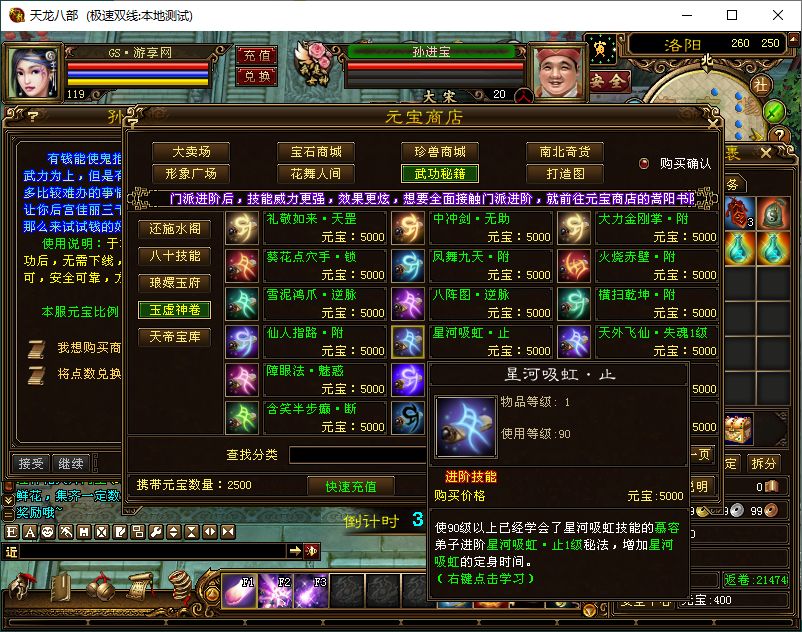 天龙八部 (极速双线:本地测试)
GS·游享网
119
充值
兑换
孙进宝
大宋
20
安全
寅
洛阳
260 250
北
社
元宝商店
大卖场
宝石商城
珍兽商城
南北奇货
形象广场
花舞人间
武功秘籍
打造图
购买确认
门派进阶后，技能威力更强，效果更炫，想要全面接触门派进阶，就前往元宝商店的嵩阳书
还施水阁
八十技能
琅嬛玉府
玉虚神卷
天帝宝库
礼敬如来·天罡
元宝：5000
中冲剑·无助
元宝：5000
大力金刚掌·附
元宝：5000
葵花点穴手·锁
元宝：5000
凤舞九天·附
元宝：5000
火烧赤壁·附
元宝：5000
雪泥鸿爪·逆脉
元宝：5000
八阵图·逆脉
元宝：5000
横扫乾坤·附
元宝：5000
仙人指路·附
元宝：5000
星河吸虹·止
元宝：5000
天外飞仙·失魂1级
元宝：5000
障眼法·魅惑
元宝：5000
含笑半步癫·断
元宝：5000
查找分类
携带元宝数量：2500
快速充值
星河吸虹·止
物品等级: 1
使用等级:90
进阶技能
购买价格
元宝:5000
使90级以上已经学会了星河吸虹技能的慕容
弟子进阶星河吸虹·止1级秘法，增加星河
吸虹的定身时间。
(右键点击学习)
孙
有钱能使鬼推
武力为上，但是有
多比较难办的事情
让你后宫佳丽三千
那么来试试钱的好
使用说明：于
功后，无需下线，
可，安全可靠，方
本服元宝比例
我想购买商
将点数兑换
接受
继续
鲜花，集齐一定数
奖励哦~
近
倒计时 3
F1
F2
F3
裹
务
3
页
定
拆分
明
0
99
返卷:21474
元宝:400